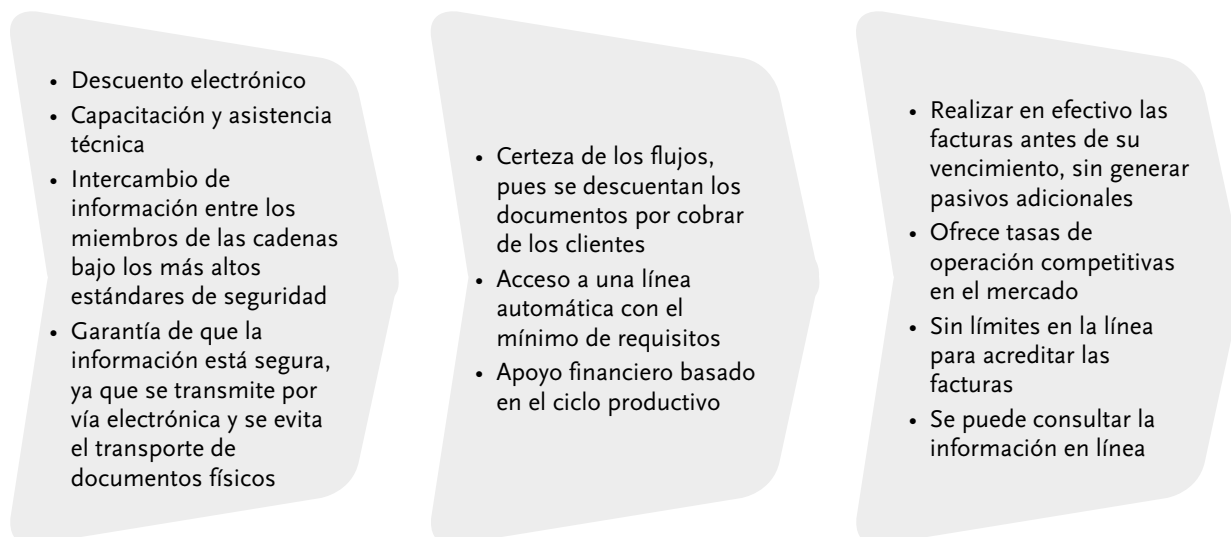 • Descuento electrónico
• Capacitación y asistencia
técnica
• Intercambio de
información entre los
miembros de las cadenas
bajo los más altos
estándares de seguridad
• Garantía de que la
información está segura,
ya que se transmite por
vía electrónica y se evita
el transporte de
documentos físicos
• Certeza de los flujos,
pues se descuentan los
documentos por cobrar
de los clientes
• Acceso a una línea
automática con el
mínimo de requisitos
• Apoyo financiero basado
en el ciclo productivo
• Realizar en efectivo las
facturas antes de su
vencimiento, sin generar
pasivos adicionales
• Ofrece tasas de
operación competitivas
en el mercado
• Sin límites en la línea
para acreditar las
facturas
• Se puede consultar la
información en línea